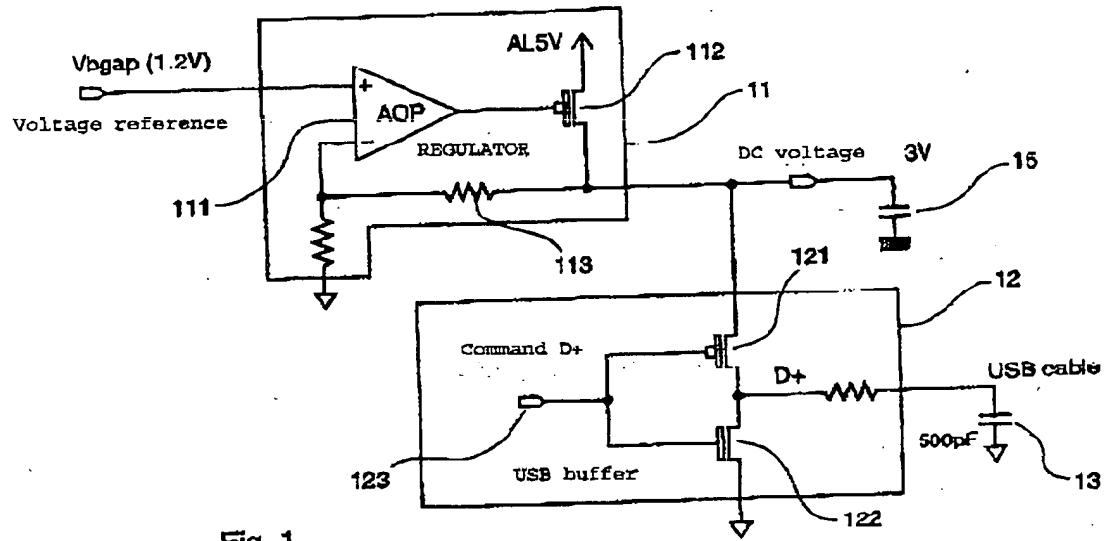 AL5V
112
Vbgap (1.2V)
+
AOP
11
Voltage reference
−
REGULATOR
DC voltage
3V
15
111
113
121
12
Command D+
D+
USB cable
500pF
13
123
USB buffer
122
Fig. 1